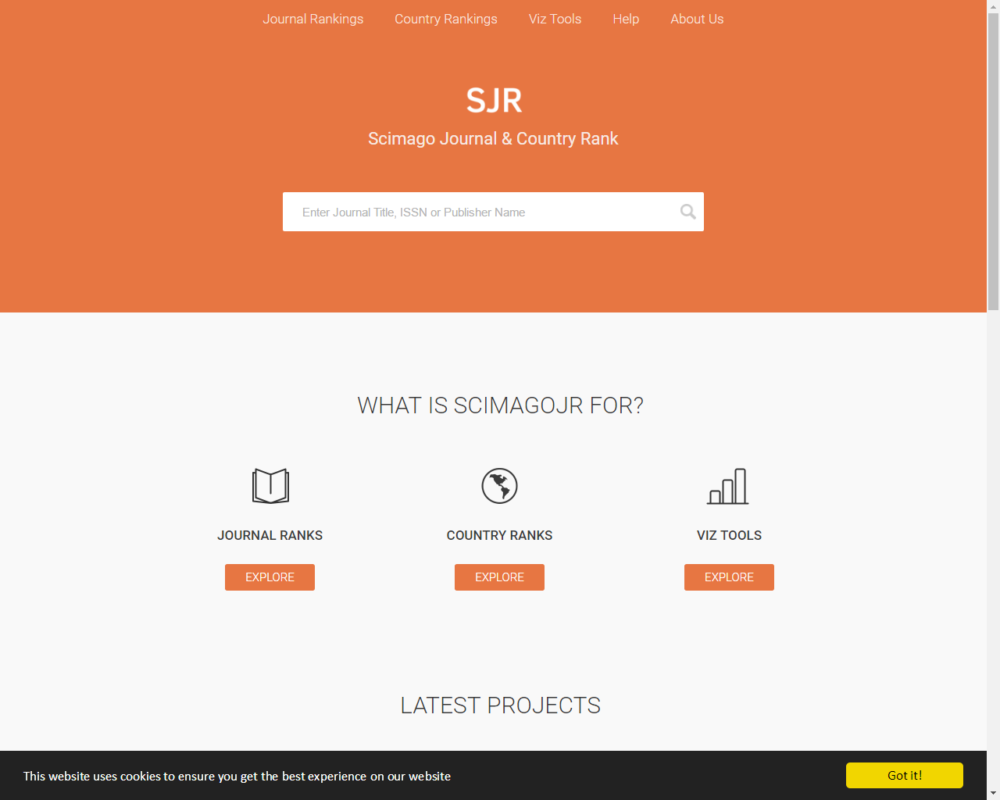 Journal Rankings Country Rankings Viz Tools Help About Us
SJR
Scimago Journal & Country Rank
Enter Journal Title, ISSN or Publisher Name
WHAT IS SCIMAGOJR FOR?
JOURNAL RANKS COUNTRY RANKS VIZ TOOLS
EXPLORE EXPLORE EXPLORE
LATEST PROJECTS
This website uses cookies to ensure you get the best experience on our website Got it!